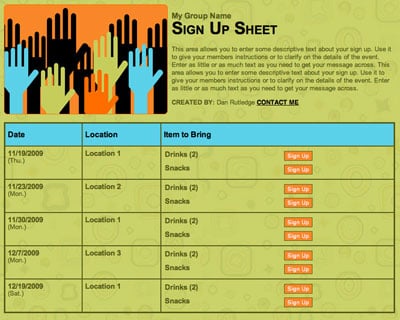 My Group Name
SIGN UP SHEET
This area allows you to enter some descriptive text about your sign up. Use it
to give your members instructions or to clarify on the details of the event.
Enter as little or as much text as you need to get your message across. This
area allows you to enter some descriptive text about your sign up. Use it to
give your members instructions or to clarify on the details of the event. Enter
as little or as much text as you need to get your message across.
CREATED BY: Dan Rutledge CONTACT ME
Date Location Item to Bring
11/19/2009 Location 1 Drinks (2) Sign Up
(Thu.)
Snacks Sign Up
11/23/2009 Location 2 Drinks (2) Sign Up
(Mon.)
Snacks Sign Up
11/30/2009 Location 1 Drinks (2) Sign Up
(Mon.)
Snacks Sign Up
12/7/2009 Location 3 Drinks (2) Sign Up
(Mon.)
Snacks Sign Up
12/19/2009 Location 1 Drinks (2) Sign Up
(Sat.)
Snacks Sign Up